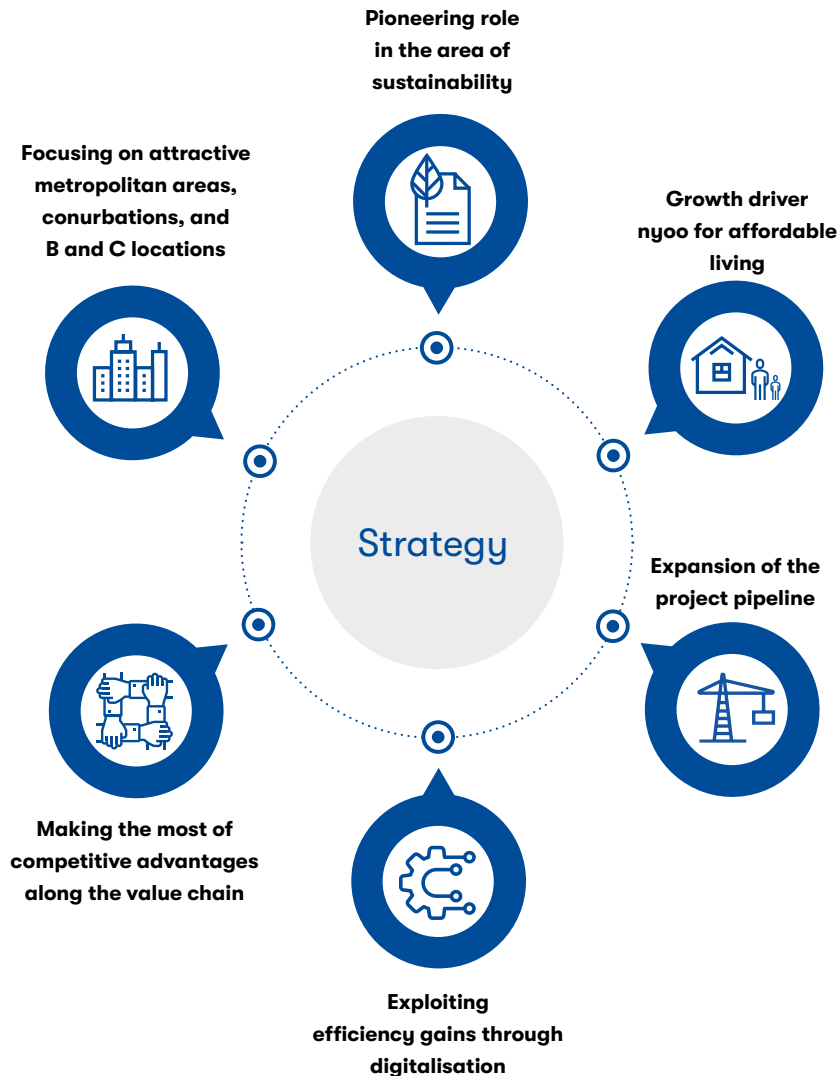 Pioneering role
in the area of
sustainability
Focusing on attractive
metropolitan areas,
conurbations, and
B and C locations
Growth driver
nyoo for affordable
living
Strategy
Expansion of the
project pipeline
Making the most of
competitive advantages
along the value chain
Exploiting
efficiency gains through
digitalisation